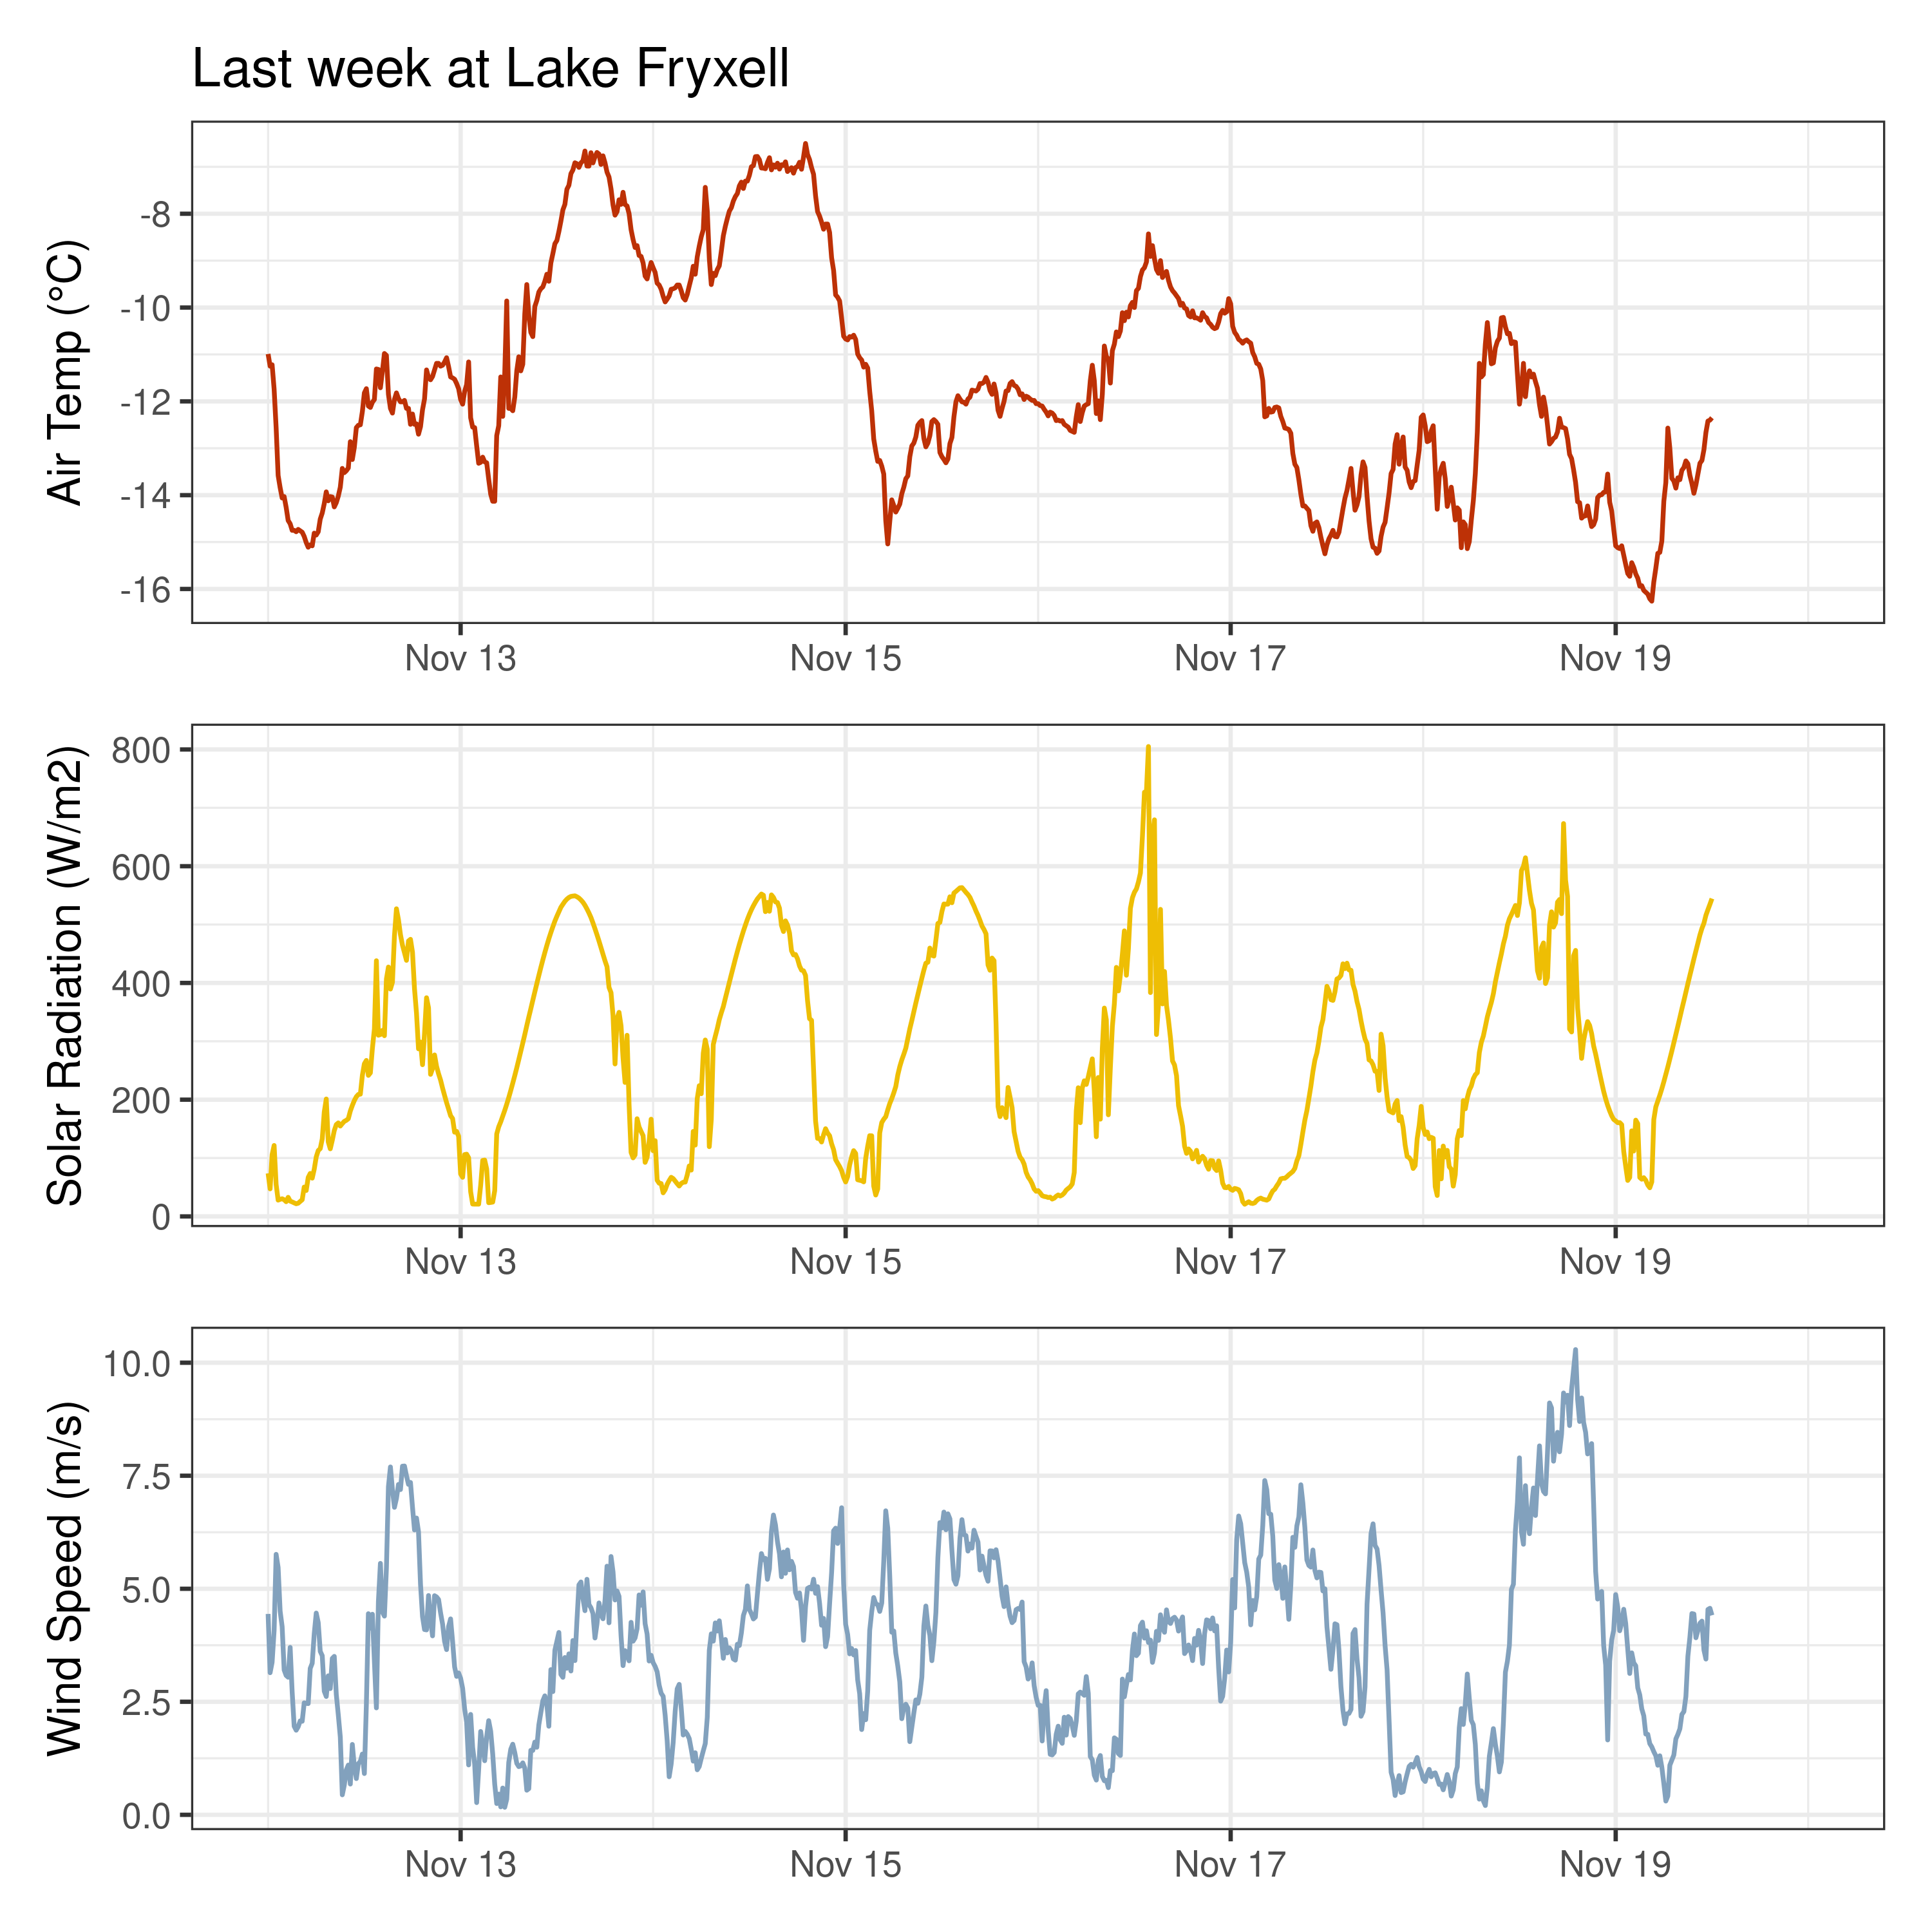 Last week at Lake Fryxell
Air Temp (°C)
-8
-10
-12
-14
-16
Nov 13 Nov 15 Nov 17 Nov 19
Solar Radiation (W/m2)
800
600
400
200
0
Nov 13 Nov 15 Nov 17 Nov 19
Wind Speed (m/s)
10.0
7.5
5.0
2.5
0.0
Nov 13 Nov 15 Nov 17 Nov 19